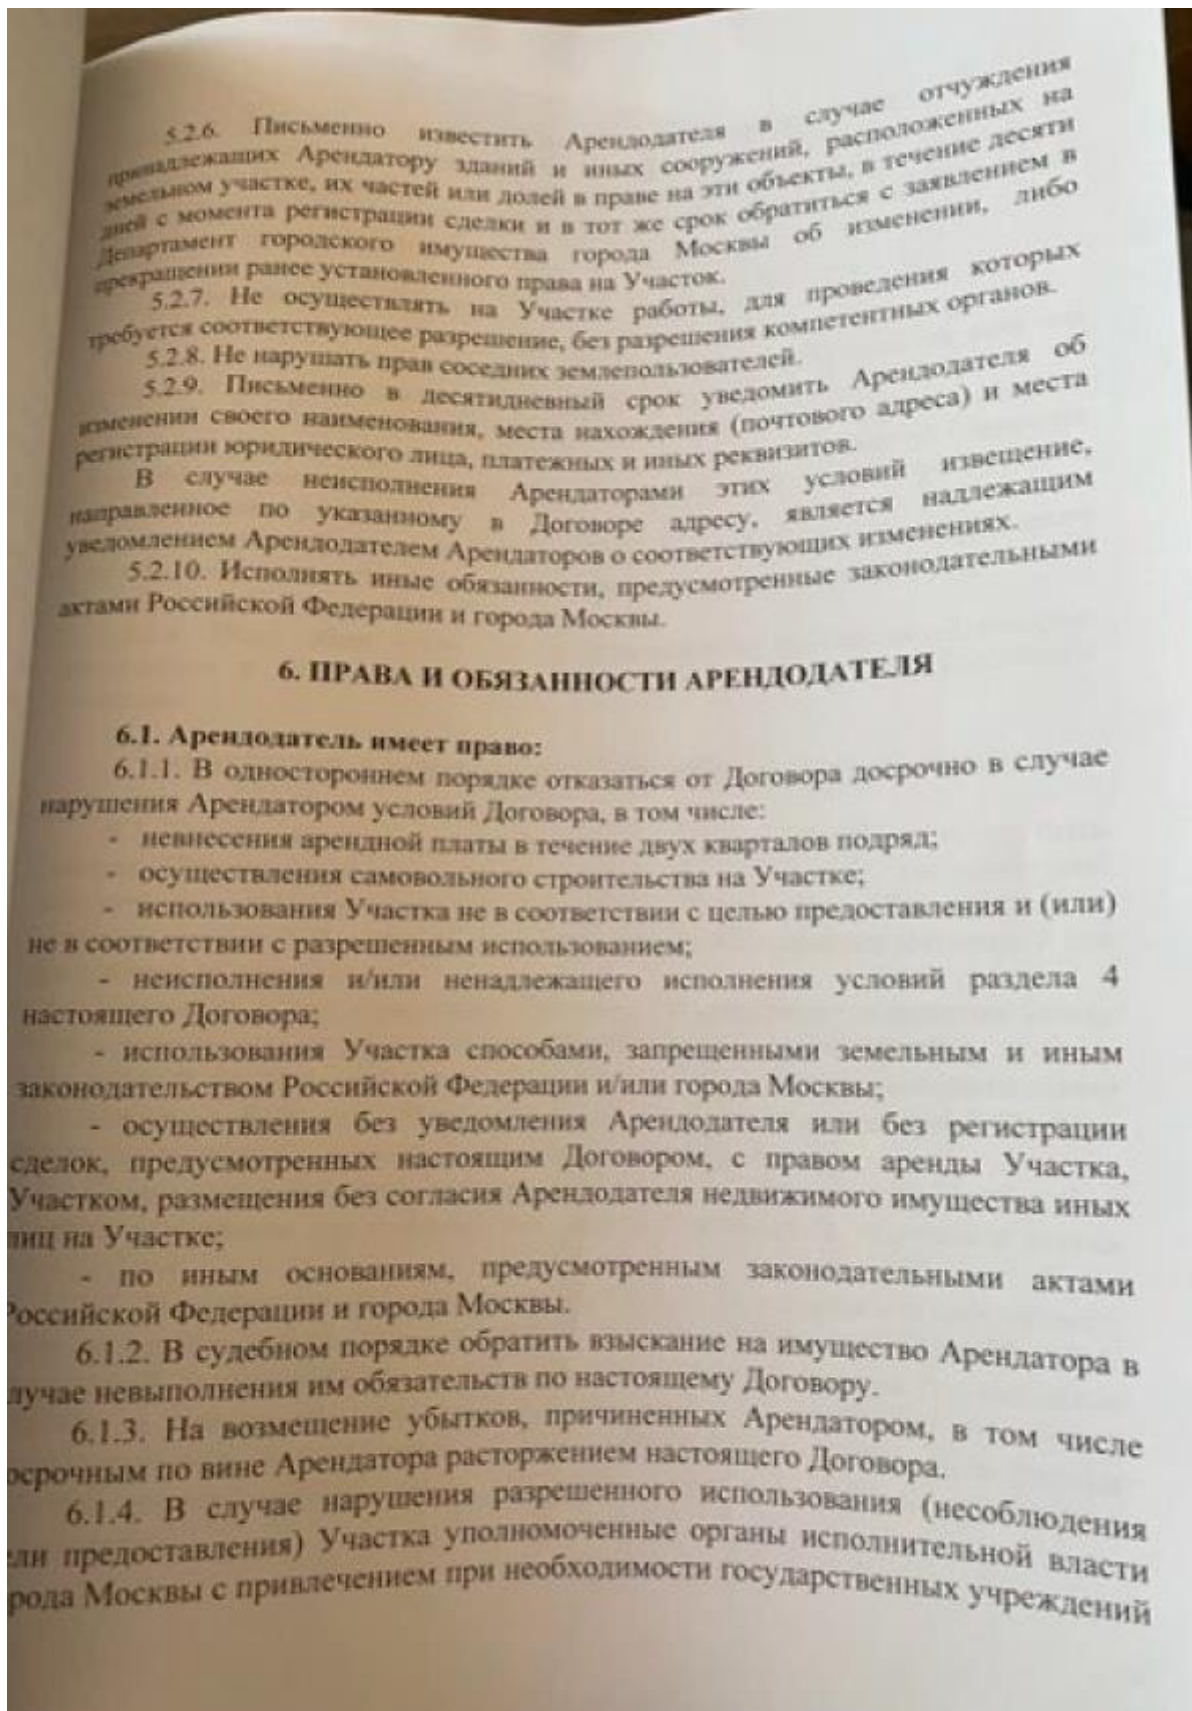 5.2.6. Письменно известить Арендодателя в случае отчуждения
принадлежащих Арендатору зданий и иных сооружений, расположенных на
земельном участке, их частей или долей в праве на эти объекты, в течение десяти
дней с момента регистрации сделки и в тот же срок обратиться с заявлением в
Департамент городского имущества города Москвы об изменении, либо
прекращении ранее установленного права на Участок.
5.2.7. Не осуществлять на Участке работы, для проведения которых
требуется соответствующее разрешение, без разрешения компетентных органов.
5.2.8. Не нарушать прав соседних землепользователей.
5.2.9. Письменно в десятидневный срок уведомить Арендодателя об
изменении своего наименования, места нахождения (почтового адреса) и места
регистрации юридического лица, платежных и иных реквизитов.
В случае неисполнения Арендаторами этих условий извещение,
направленное по указанному в Договоре адресу, является надлежащим
уведомлением Арендодателем Арендаторов о соответствующих изменениях.
5.2.10. Исполнять иные обязанности, предусмотренные законодательными
актами Российской Федерации и города Москвы.
6. ПРАВА И ОБЯЗАННОСТИ АРЕНДОДАТЕЛЯ
6.1. Арендодатель имеет право:
6.1.1. В одностороннем порядке отказаться от Договора досрочно в случае
нарушения Арендатором условий Договора, в том числе:
- невнесения арендной платы в течение двух кварталов подряд;
- осуществления самовольного строительства на Участке;
- использования Участка не в соответствии с целью предоставления и (или)
не в соответствии с разрешенным использованием;
- неисполнения и/или ненадлежащего исполнения условий раздела 4
настоящего Договора;
- использования Участка способами, запрещенными земельным и иным
законодательством Российской Федерации и/или города Москвы;
- осуществления без уведомления Арендодателя или без регистрации
сделок, предусмотренных настоящим Договором, с правом аренды Участка,
Участком, размещения без согласия Арендодателя недвижимого имущества иных
лиц на Участке;
- по иным основаниям, предусмотренным законодательными актами
Российской Федерации и города Москвы.
6.1.2. В судебном порядке обратить взыскание на имущество Арендатора в
лучае невыполнения им обязательств по настоящему Договору.
6.1.3. На возмещение убытков, причиненных Арендатором, в том числе
осрочным по вине Арендатора расторжением настоящего Договора.
6.1.4. В случае нарушения разрешенного использования (несоблюдения
ели предоставления) Участка уполномоченные органы исполнительной власти
рода Москвы с привлечением при необходимости государственных учреждений